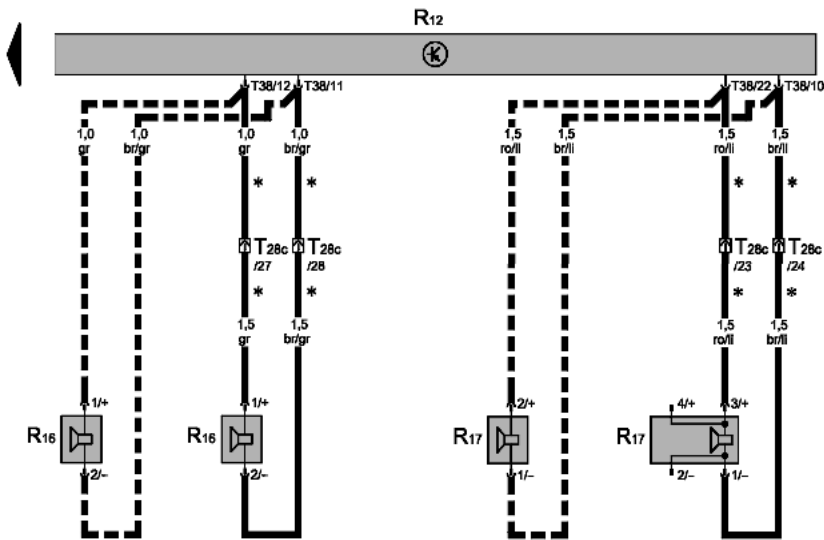 R12
T38/12 T38/11 T38/22 T38/10
1,0 1,0 1,0 1,0 1,5 1,5 1,5 1,5
gr br/gr gr br/gr ro/li br/li ro/li br/li
* * * *
T28c T28c T28c T28c
/27 /28 /23 /24
* * * *
1,5 1,5 1,5 1,5
gr br/gr ro/li br/li
1/+ 1/+ 2/+ 4/+ 3/+
R16 R16 R17 R17
2/– 2/– 1/– 2/– 1/–